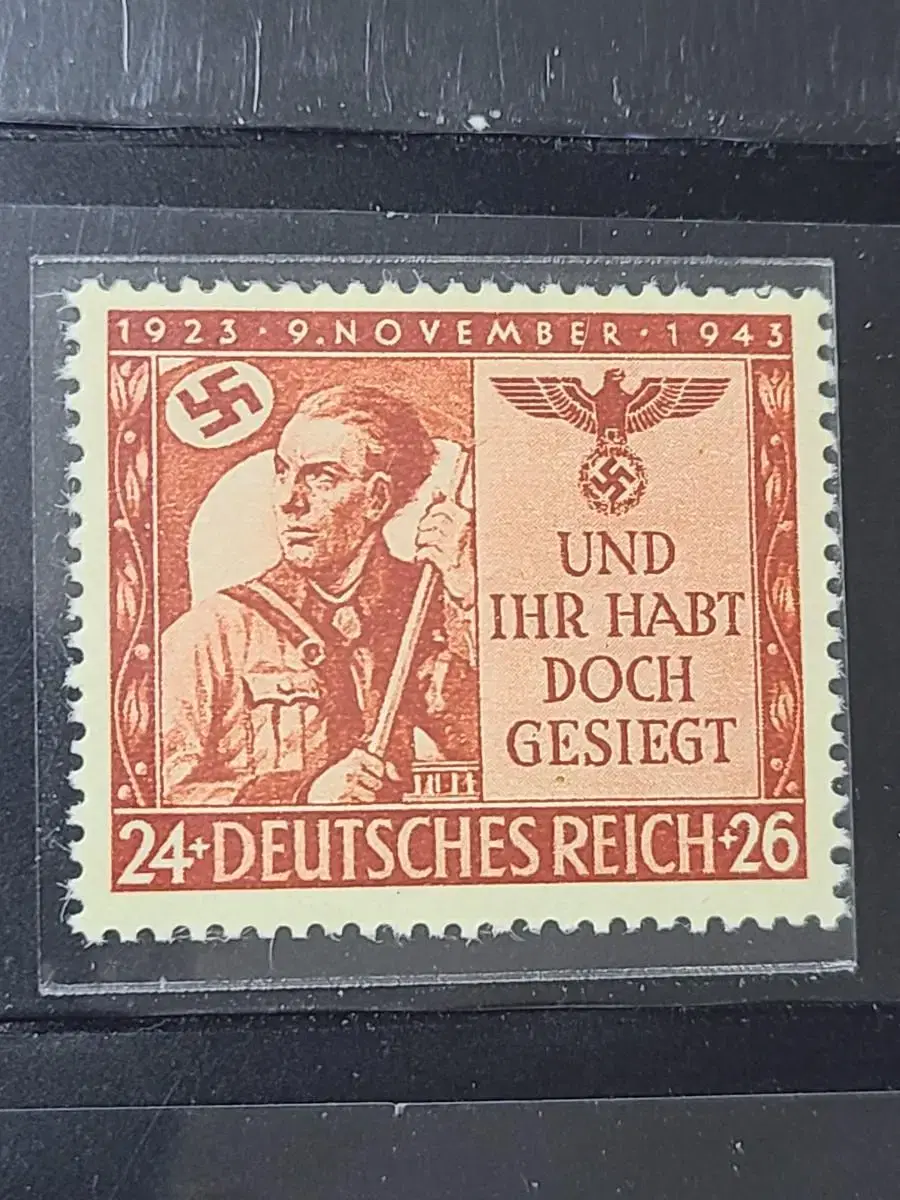 1923 · 9. NOVEMBER · 1943
UND
IHR HABT
DOCH
GESIEGT
24+ DEUTSCHES REICH +26